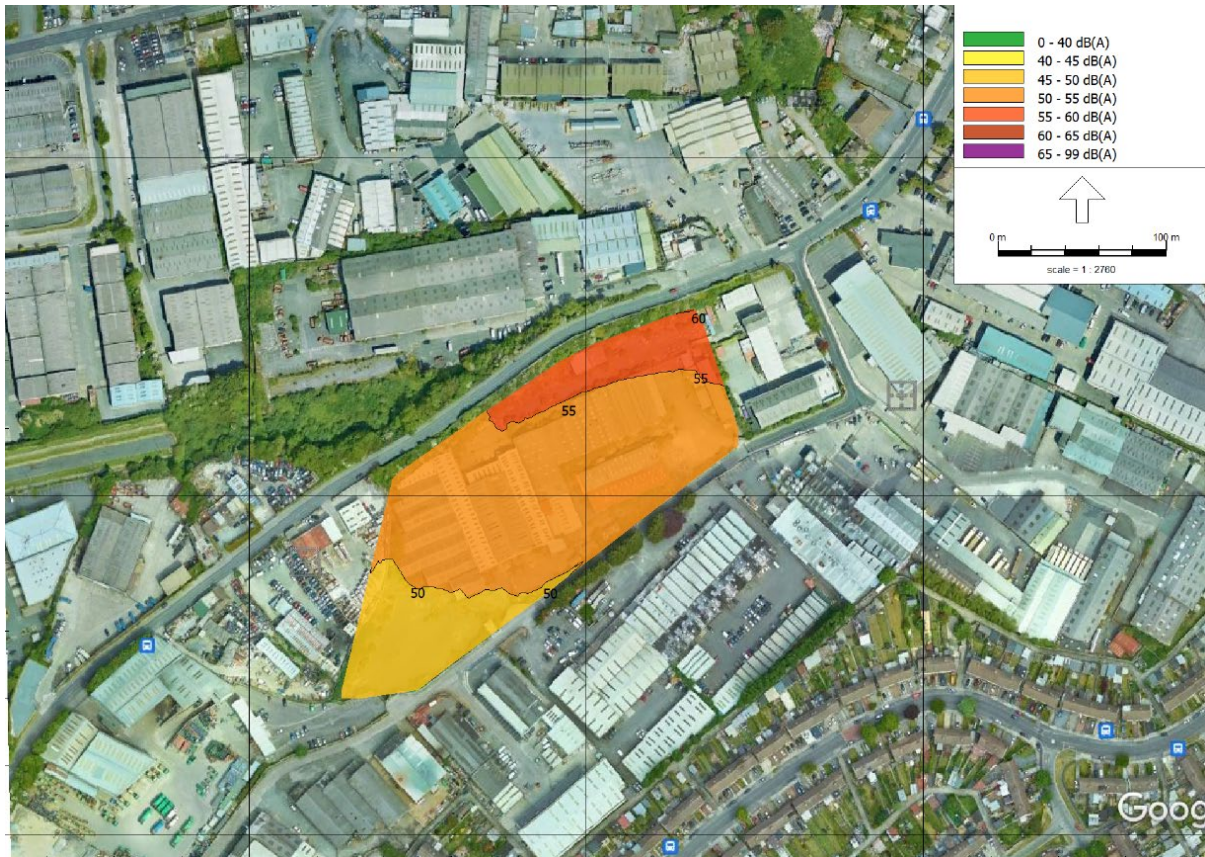 0 - 40 dB(A)
40 - 45 dB(A)
45 - 50 dB(A)
50 - 55 dB(A)
55 - 60 dB(A)
60 - 65 dB(A)
65 - 99 dB(A)
0 m 100 m
scale = 1 : 2760
60
55
55
50 50
Goog